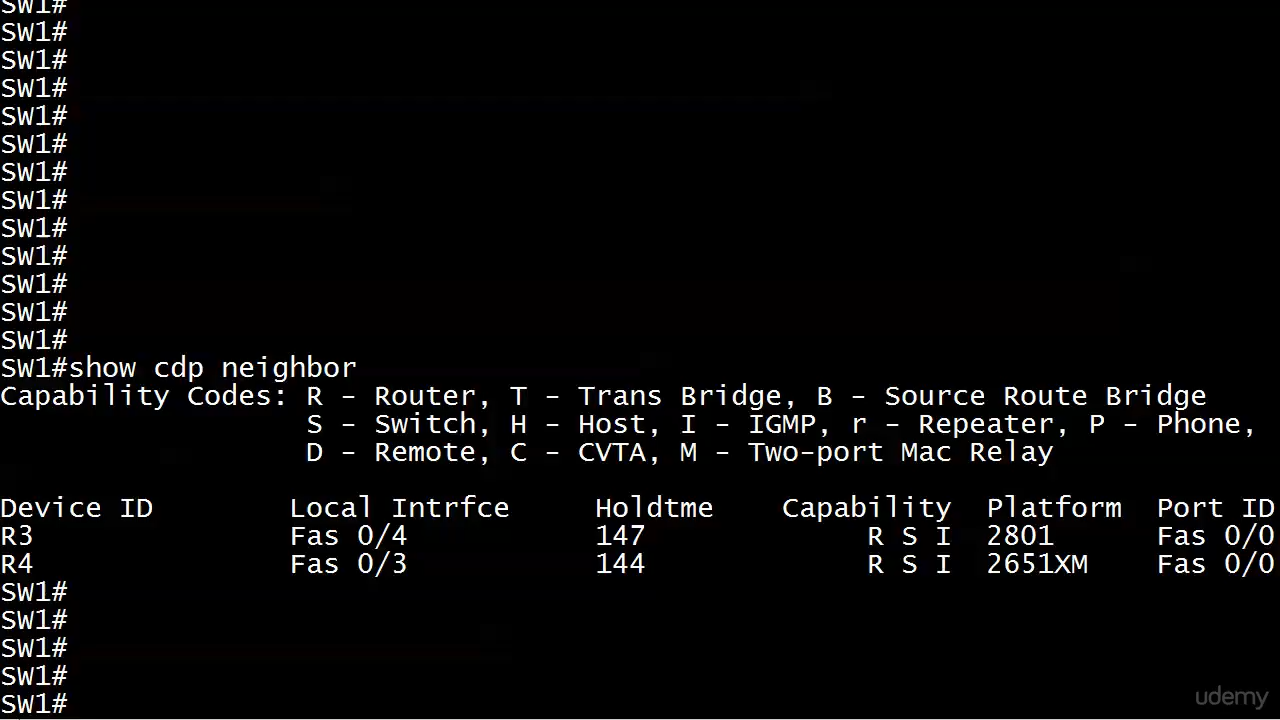 SW1#
SW1#
SW1#
SW1#
SW1#
SW1#
SW1#
SW1#
SW1#
SW1#
SW1#
SW1#
SW1#
SW1#show cdp neighbor
Capability Codes: R - Router, T - Trans Bridge, B - Source Route Bridge
S - Switch, H - Host, I - IGMP, r - Repeater, P - Phone,
D - Remote, C - CVTA, M - Two-port Mac Relay
Device ID Local Intrfce Holdtme Capability Platform Port ID
R3 Fas 0/4 147 R S I 2801 Fas 0/0
R4 Fas 0/3 144 R S I 2651XM Fas 0/0
SW1#
SW1#
SW1#
SW1#
SW1#
udemy